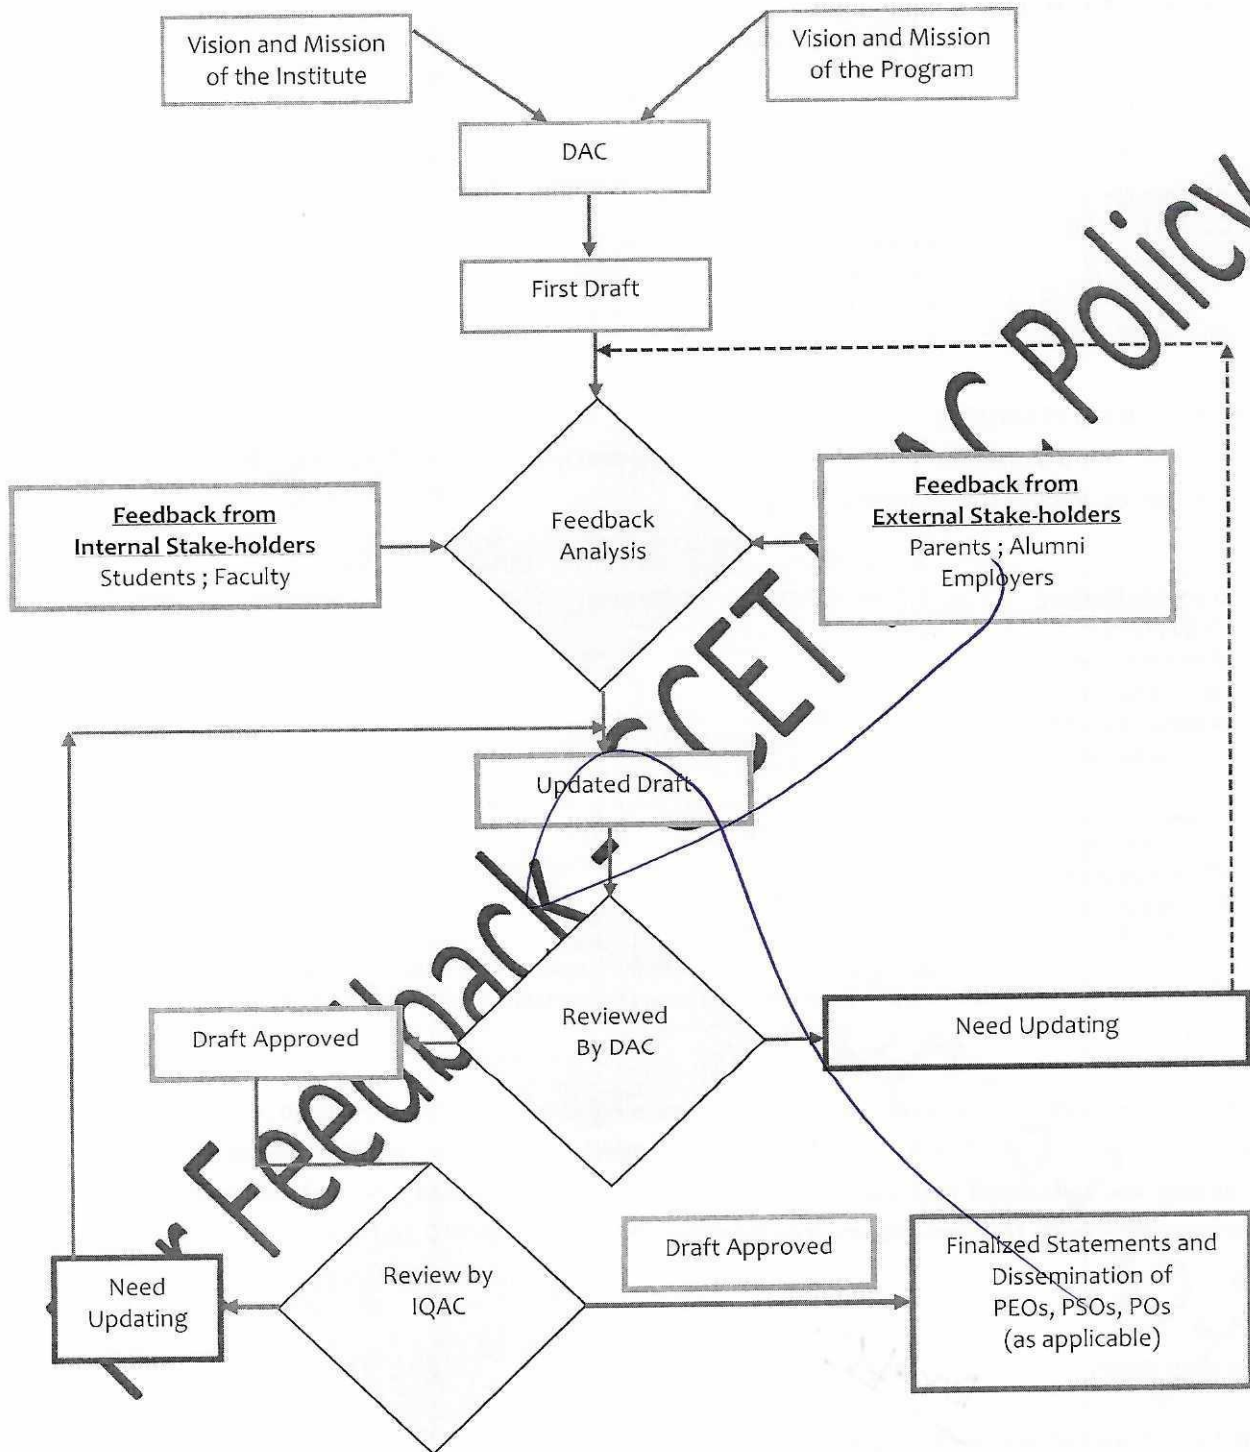 Vision and Mission
of the Institute
Vision and Mission
of the Program
DAC
First Draft
Feedback from
Internal Stake-holders
Students ; Faculty
Feedback
Analysis
Feedback from
External Stake-holders
Parents ; Alumni
Employers
Updated Draft
Reviewed
By DAC
Draft Approved
Need Updating
Need
Updating
Review by
IQAC
Draft Approved
Finalized Statements and
Dissemination of
PEOs, PSOs, POs
(as applicable)
Feedback - CET Policy